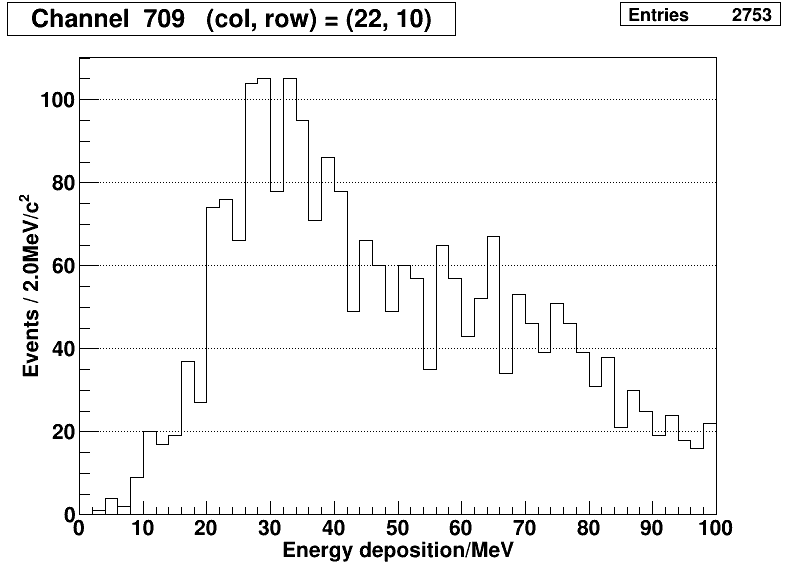 Channel 709 (col, row) = (22, 10)
Entries 2753
Events / 2.0MeV/c²
100
80
60
40
20
0
0 10 20 30 40 50 60 70 80 90 100
Energy deposition/MeV